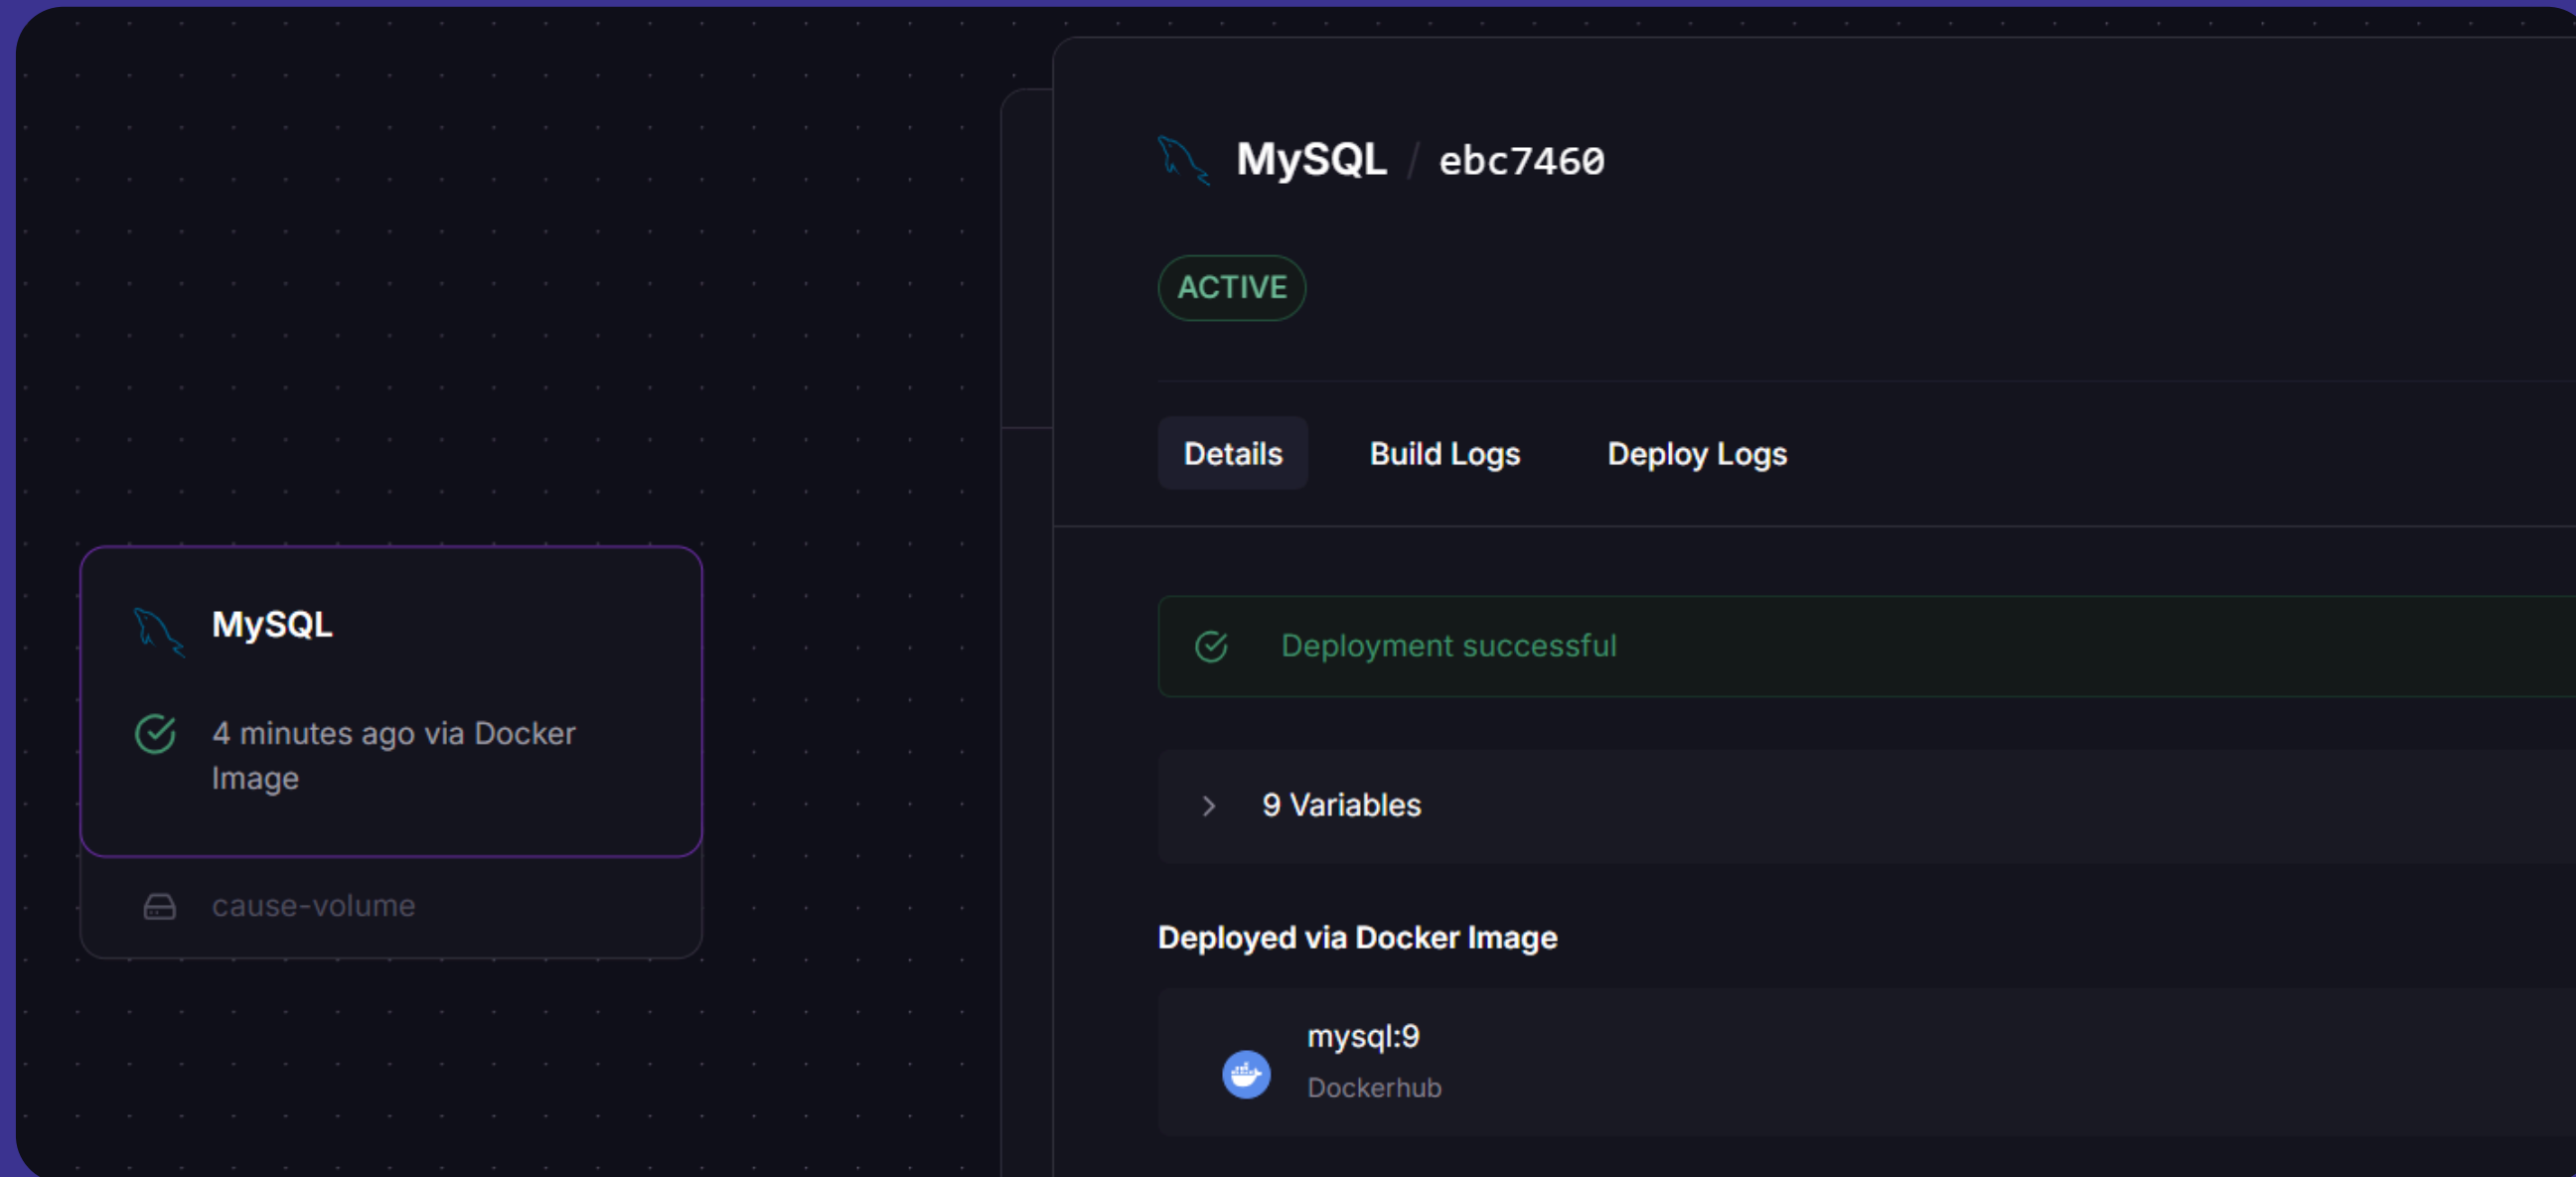 MySQL / ebc7460
ACTIVE
Details Build Logs Deploy Logs
MySQL
4 minutes ago via Docker
Image
cause-volume
Deployment successful
9 Variables
Deployed via Docker Image
mysql:9
Dockerhub